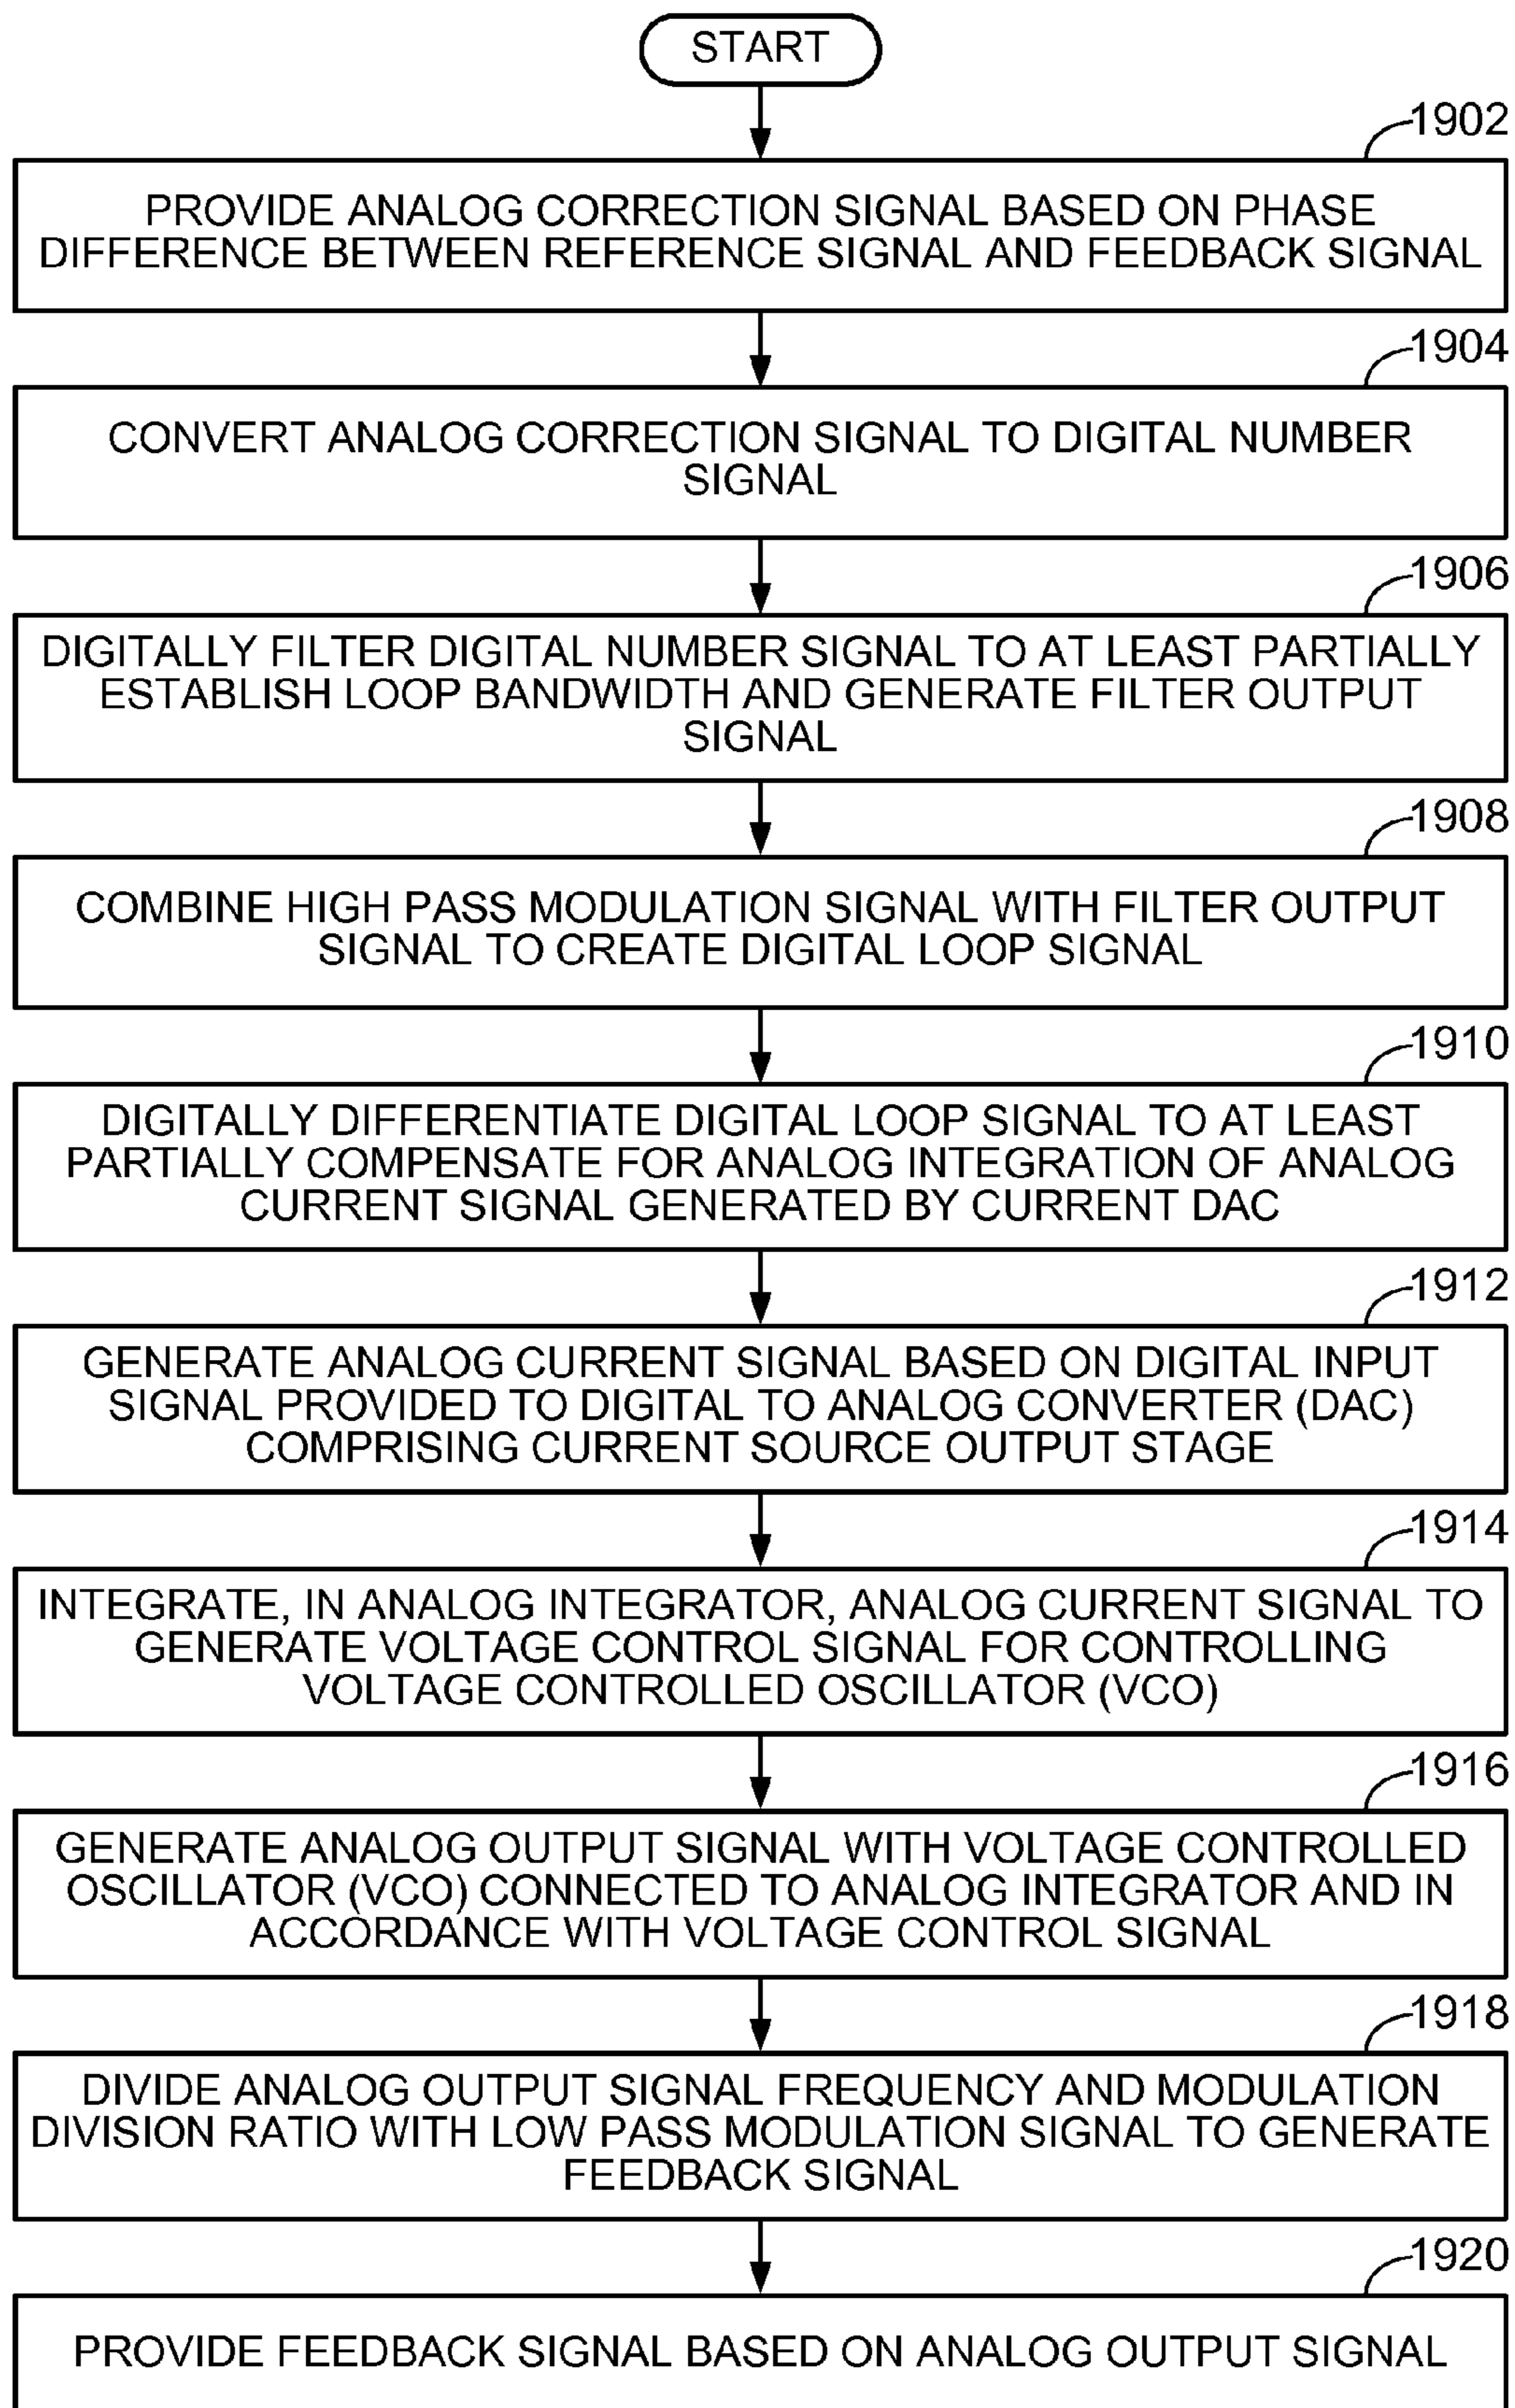 START
1902
PROVIDE ANALOG CORRECTION SIGNAL BASED ON PHASE
DIFFERENCE BETWEEN REFERENCE SIGNAL AND FEEDBACK SIGNAL
1904
CONVERT ANALOG CORRECTION SIGNAL TO DIGITAL NUMBER
SIGNAL
1906
DIGITALLY FILTER DIGITAL NUMBER SIGNAL TO AT LEAST PARTIALLY
ESTABLISH LOOP BANDWIDTH AND GENERATE FILTER OUTPUT
SIGNAL
1908
COMBINE HIGH PASS MODULATION SIGNAL WITH FILTER OUTPUT
SIGNAL TO CREATE DIGITAL LOOP SIGNAL
1910
DIGITALLY DIFFERENTIATE DIGITAL LOOP SIGNAL TO AT LEAST
PARTIALLY COMPENSATE FOR ANALOG INTEGRATION OF ANALOG
CURRENT SIGNAL GENERATED BY CURRENT DAC
1912
GENERATE ANALOG CURRENT SIGNAL BASED ON DIGITAL INPUT
SIGNAL PROVIDED TO DIGITAL TO ANALOG CONVERTER (DAC)
COMPRISING CURRENT SOURCE OUTPUT STAGE
1914
INTEGRATE, IN ANALOG INTEGRATOR, ANALOG CURRENT SIGNAL TO
GENERATE VOLTAGE CONTROL SIGNAL FOR CONTROLLING
VOLTAGE CONTROLLED OSCILLATOR (VCO)
1916
GENERATE ANALOG OUTPUT SIGNAL WITH VOLTAGE CONTROLLED
OSCILLATOR (VCO) CONNECTED TO ANALOG INTEGRATOR AND IN
ACCORDANCE WITH VOLTAGE CONTROL SIGNAL
1918
DIVIDE ANALOG OUTPUT SIGNAL FREQUENCY AND MODULATION
DIVISION RATIO WITH LOW PASS MODULATION SIGNAL TO GENERATE
FEEDBACK SIGNAL
1920
PROVIDE FEEDBACK SIGNAL BASED ON ANALOG OUTPUT SIGNAL